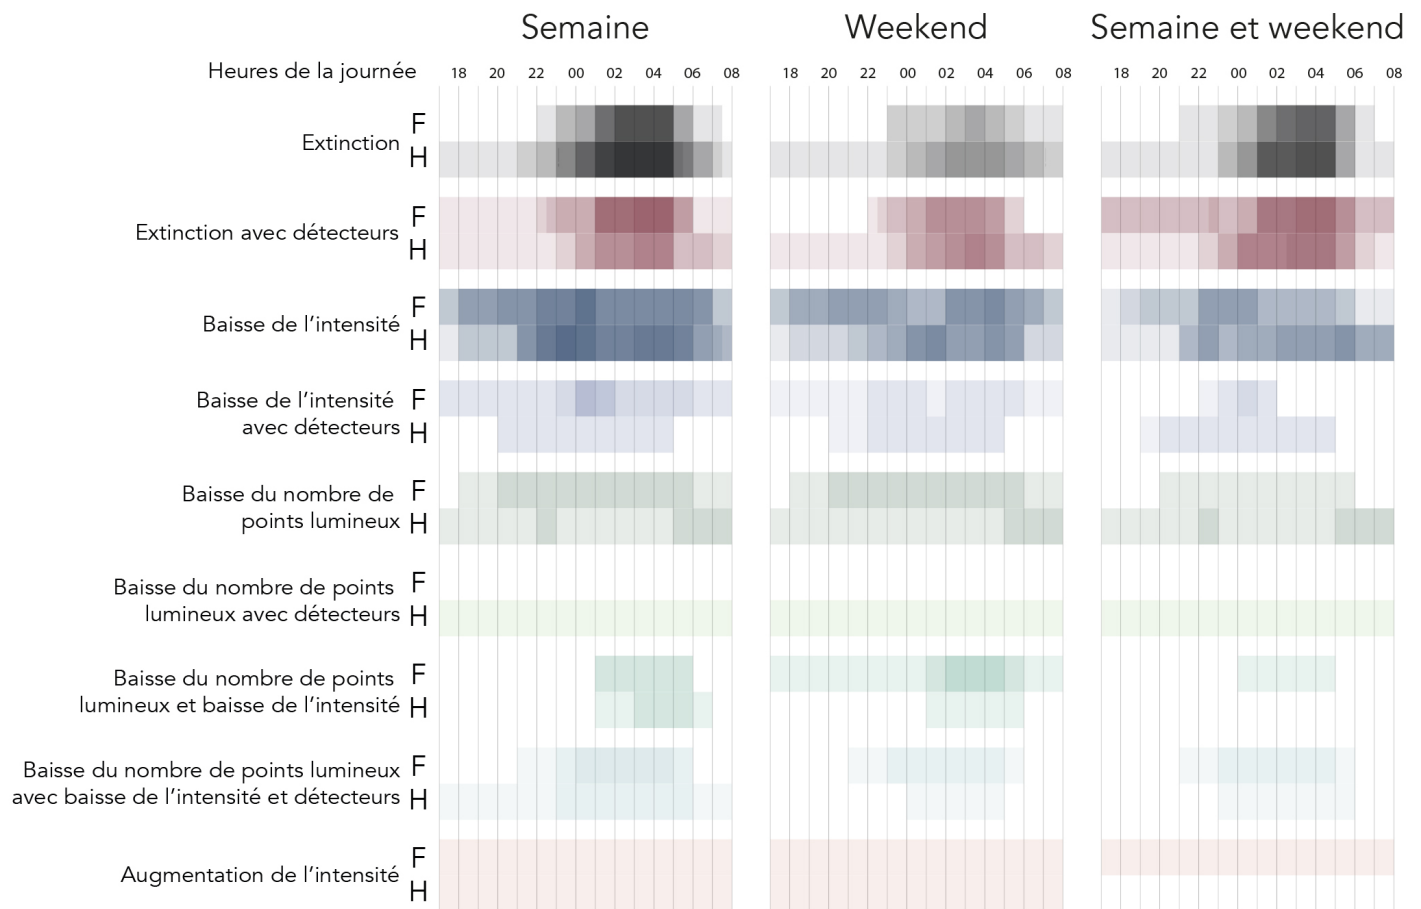 Semaine Weekend Semaine et weekend
Heures de la journée 18 20 22 00 02 04 06 08 18 20 22 00 02 04 06 08 18 20 22 00 02 04 06 08
F
Extinction
H
F
Extinction avec détecteurs
H
F
Baisse de l’intensité
H
Baisse de l’intensité F
avec détecteurs H
Baisse du nombre de F
points lumineux H
Baisse du nombre de points F
lumineux avec détecteurs H
Baisse du nombre de points F
lumineux et baisse de l’intensité H
Baisse du nombre de points lumineux F
avec baisse de l’intensité et détecteurs H
F
Augmentation de l’intensité
H